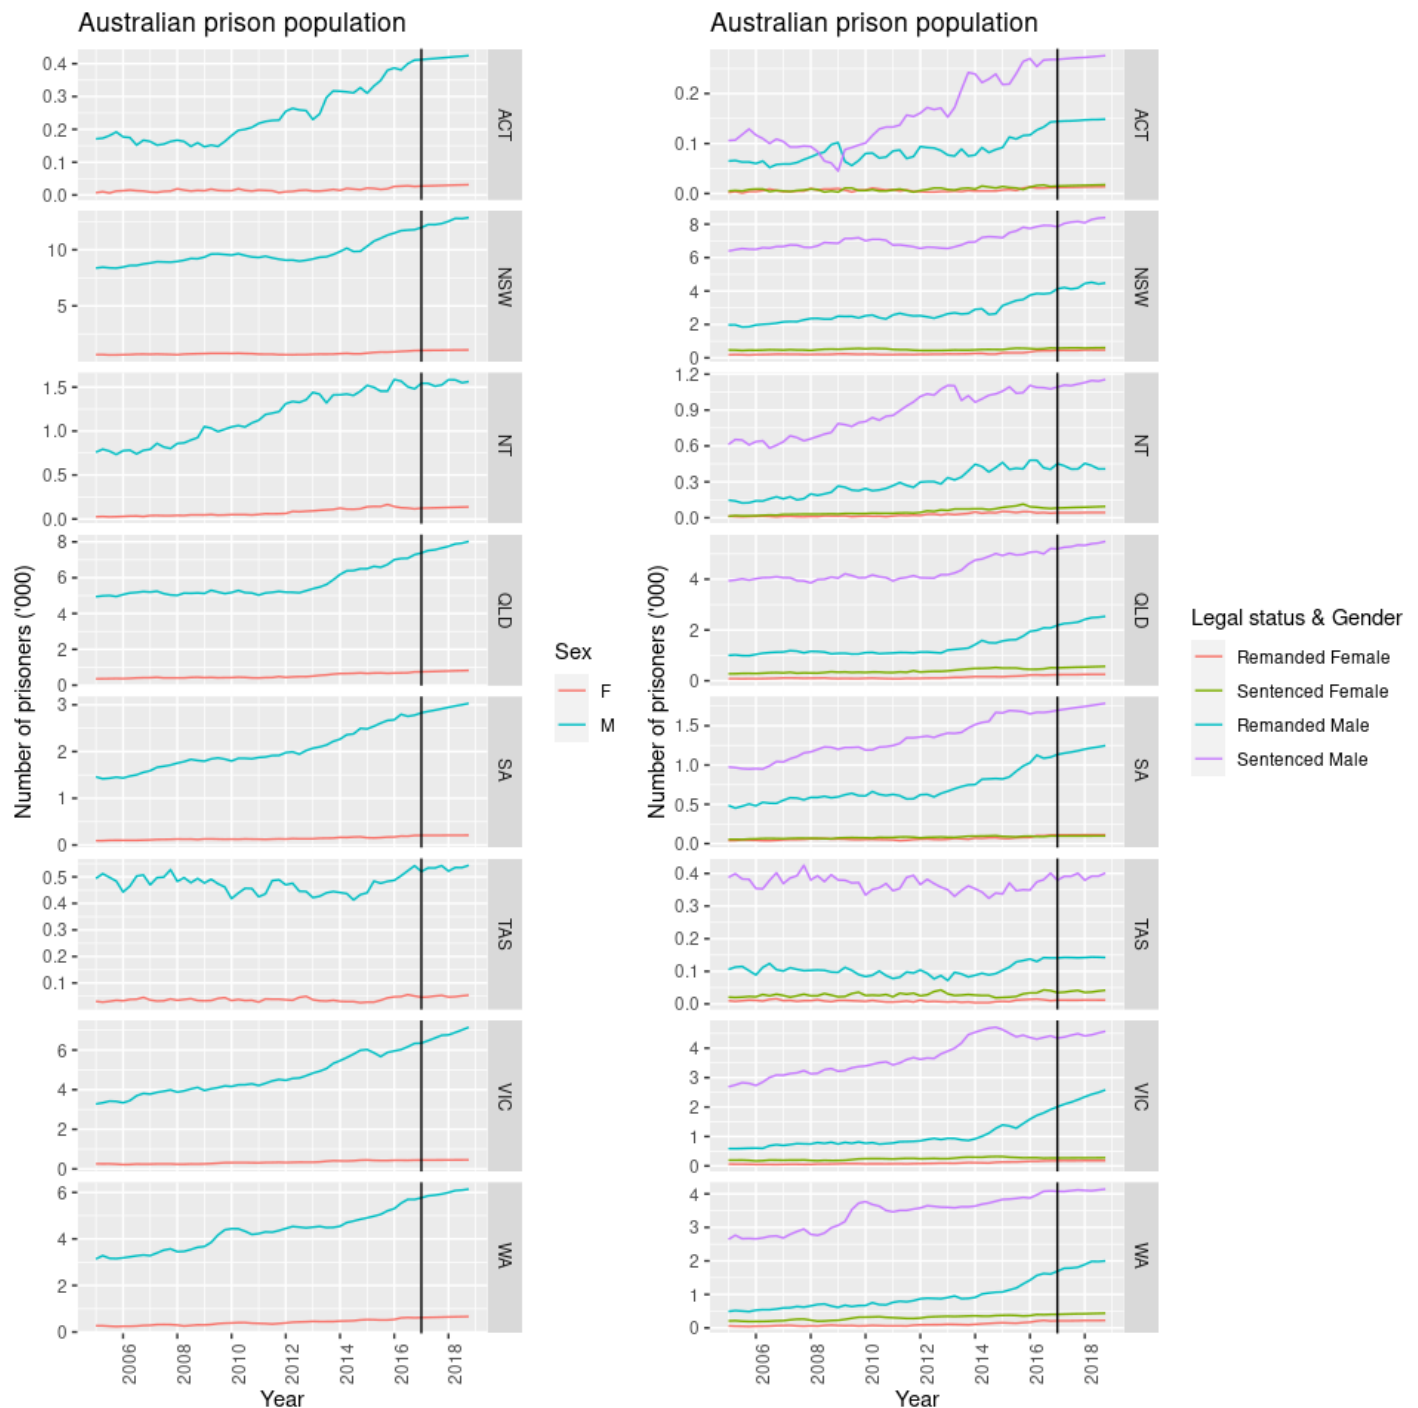 Australian prison population
0.4
0.3
0.2
0.1
0.0
ACT
10
5
NSW
1.5
1.0
0.5
0.0
NT
8
6
4
2
0
QLD
3
2
1
0
SA
0.5
0.4
0.3
0.2
0.1
TAS
6
4
2
0
VIC
6
4
2
0
WA
2006 2008 2010 2012 2014 2016 2018
Year
Number of prisoners ('000)
Sex
F
M
Australian prison population
0.2
0.1
0.0
ACT
8
6
4
2
0
NSW
1.2
0.9
0.6
0.3
0.0
NT
4
2
0
QLD
1.5
1.0
0.5
0.0
SA
0.4
0.3
0.2
0.1
0.0
TAS
4
3
2
1
0
VIC
4
3
2
1
0
WA
2006 2008 2010 2012 2014 2016 2018
Year
Number of prisoners ('000)
Legal status & Gender
Remanded Female
Sentenced Female
Remanded Male
Sentenced Male